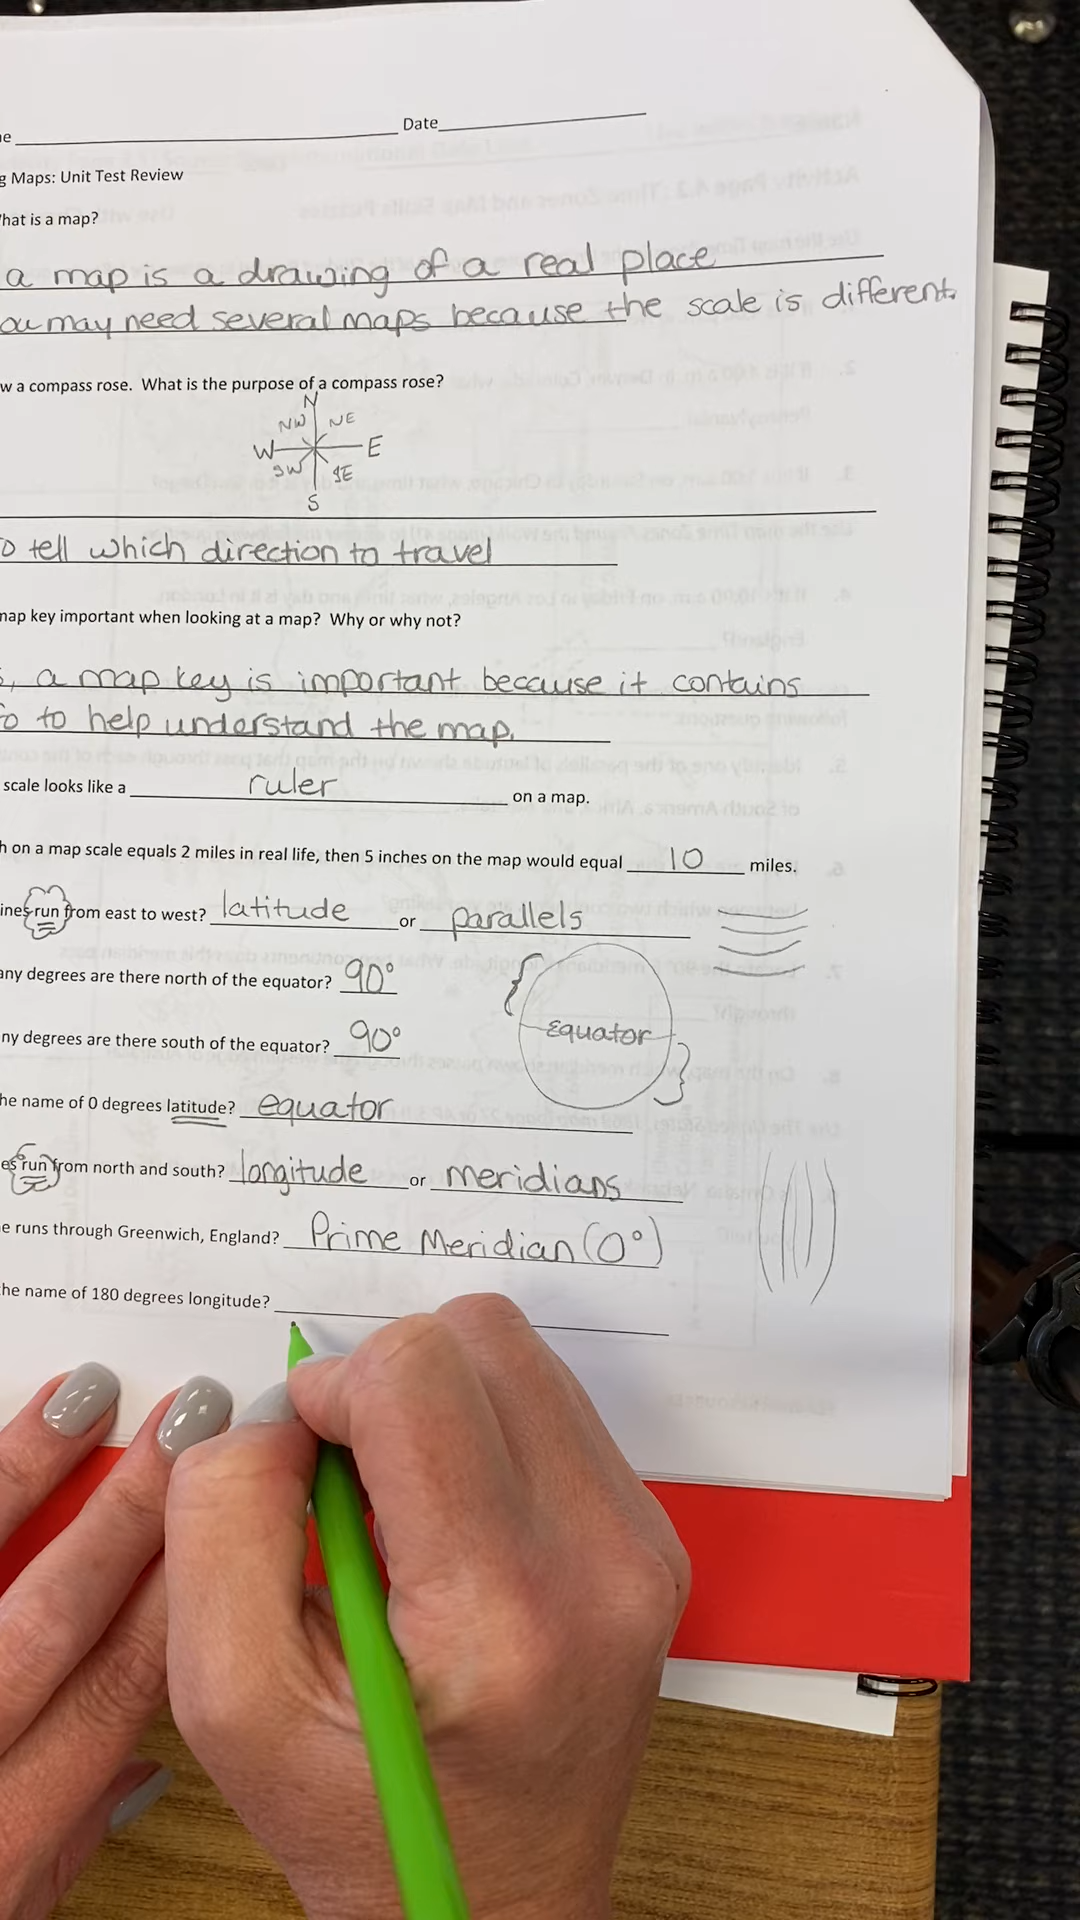 e Date
g Maps: Unit Test Review
hat is a map?
a map is a drawing of a real place
ou may need several maps because the scale is different.
w a compass rose. What is the purpose of a compass rose?
N
NW NE
W E
SW SE
S
o tell which direction to travel
map key important when looking at a map? Why or why not?
s, a map key is important because it contains
fo to help understand the map.
scale looks like a ruler on a map.
h on a map scale equals 2 miles in real life, then 5 inches on the map would equal 10 miles.
ines run from east to west? latitude or parallels
any degrees are there north of the equator? 90°
Equator
ny degrees are there south of the equator? 90°
he name of 0 degrees latitude? equator
es run from north and south? longitude or meridians
e runs through Greenwich, England? Prime Meridian (0°)
he name of 180 degrees longitude?